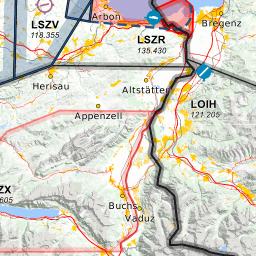 Arbon
Bregenz
LSZV
118.355
LSZR
135.430
Herisau
Altstätten
Appenzell
LOIH
121.205
ZX
605
Buchs
Vaduz